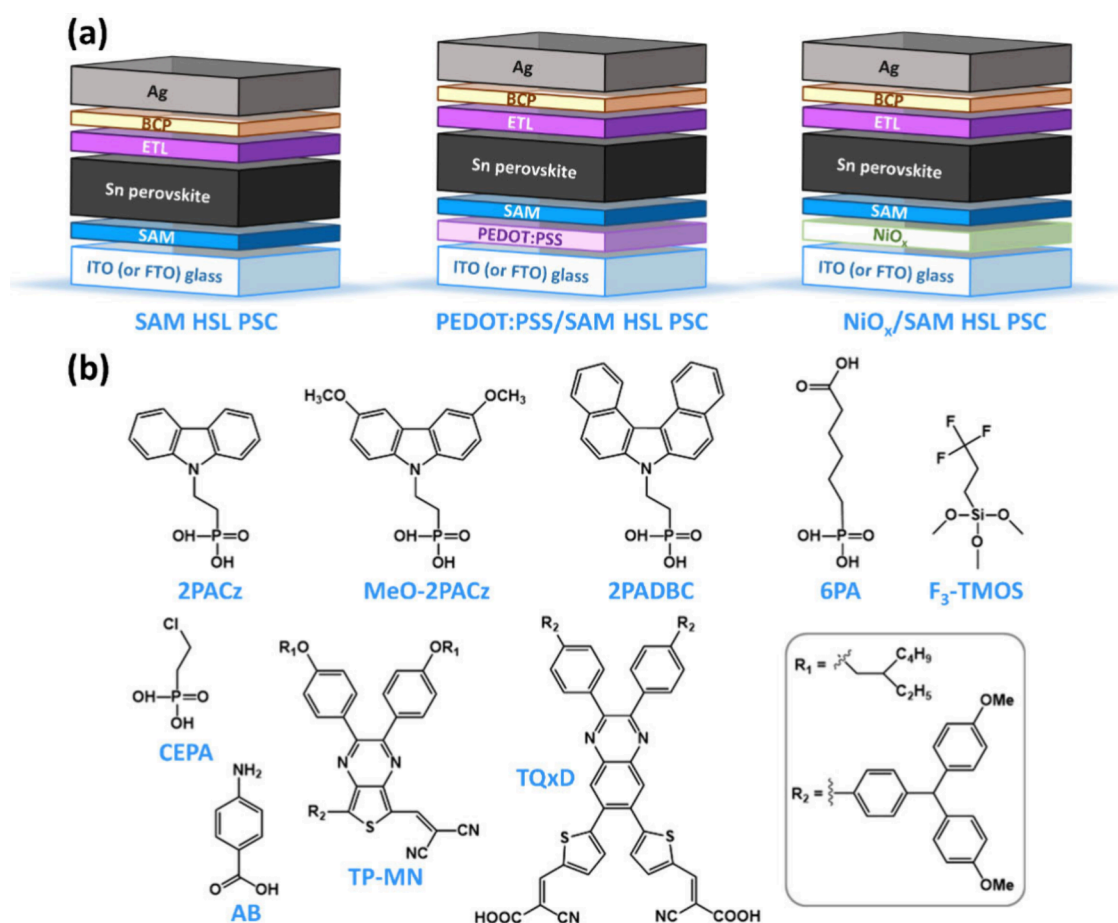 (a)
Ag
BCP
ETL
Sn perovskite
SAM
ITO (or FTO) glass
SAM HSL PSC
Ag
BCP
ETL
Sn perovskite
SAM
PEDOT:PSS
ITO (or FTO) glass
PEDOT:PSS/SAM HSL PSC
Ag
BCP
ETL
Sn perovskite
SAM
NiOₓ
ITO (or FTO) glass
NiOₓ/SAM HSL PSC
(b)
N
OH-P=O
OH
2PACz
H₃CO OCH₃
N
OH-P=O
OH
MeO-2PACz
N
OH-P=O
OH
2PADBC
OH
O
OH-P=O
OH
6PA
F
F
F
O-Si-O
O
F₃-TMOS
Cl
OH-P=O
OH
CEPA
NH₂
O OH
AB
R₁-O O-R₁
N N
R₂ S
NC CN
TP-MN
R₂ R₂
N N
TQxD
S S
HOOC CN NC COOH
R₁ =
C₄H₉
C₂H₅
R₂ =
OMe
OMe